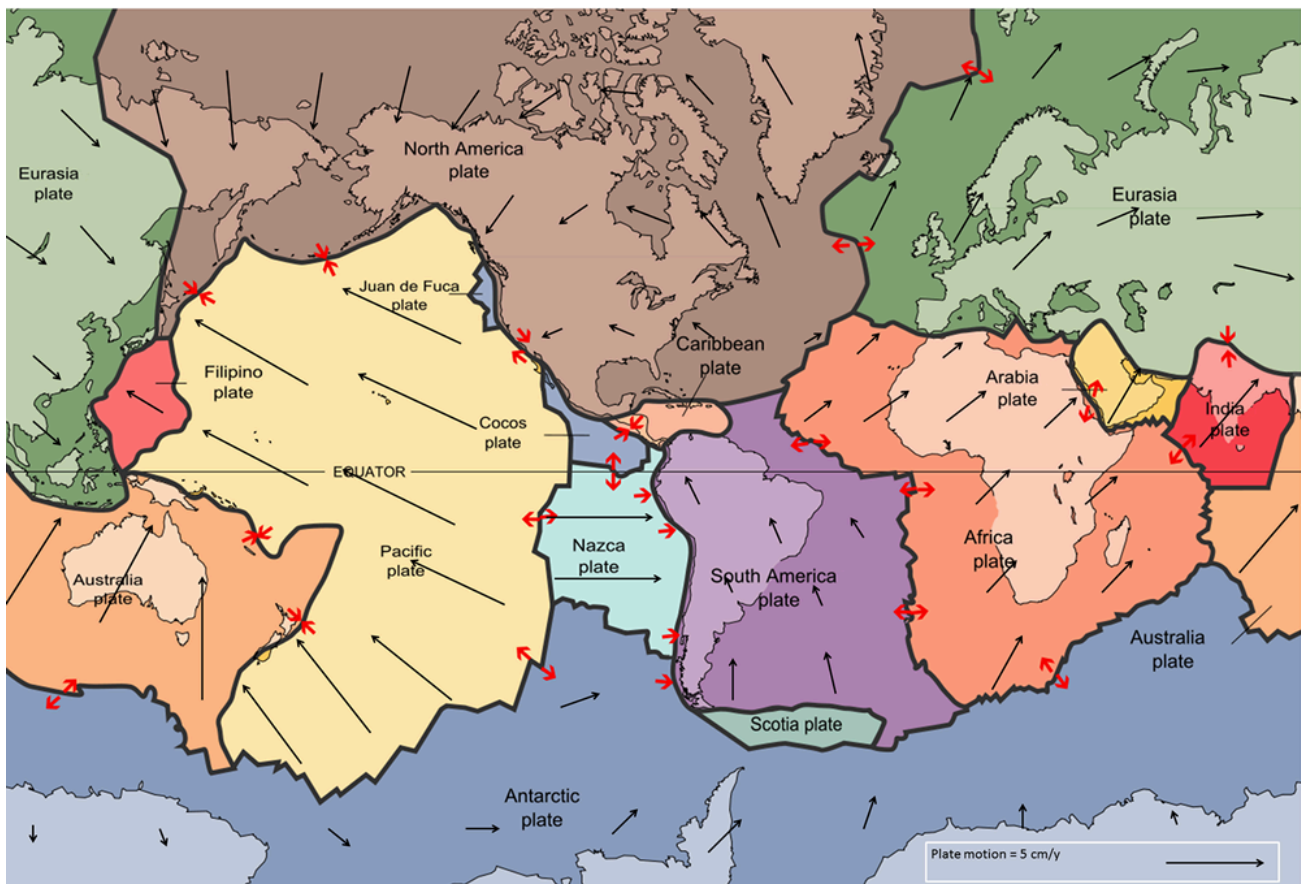 North America
plate
Eurasia
plate
Eurasia
plate
Juan de Fuca
plate
Caribbean
plate
Filipino
plate
Arabia
plate
Cocos
plate
India
plate
EQUATOR
Pacific
plate
Nazca
plate
Africa
plate
Australia
plate
South America
plate
Australia
plate
Scotia plate
Antarctic
plate
Plate motion = 5 cm/y